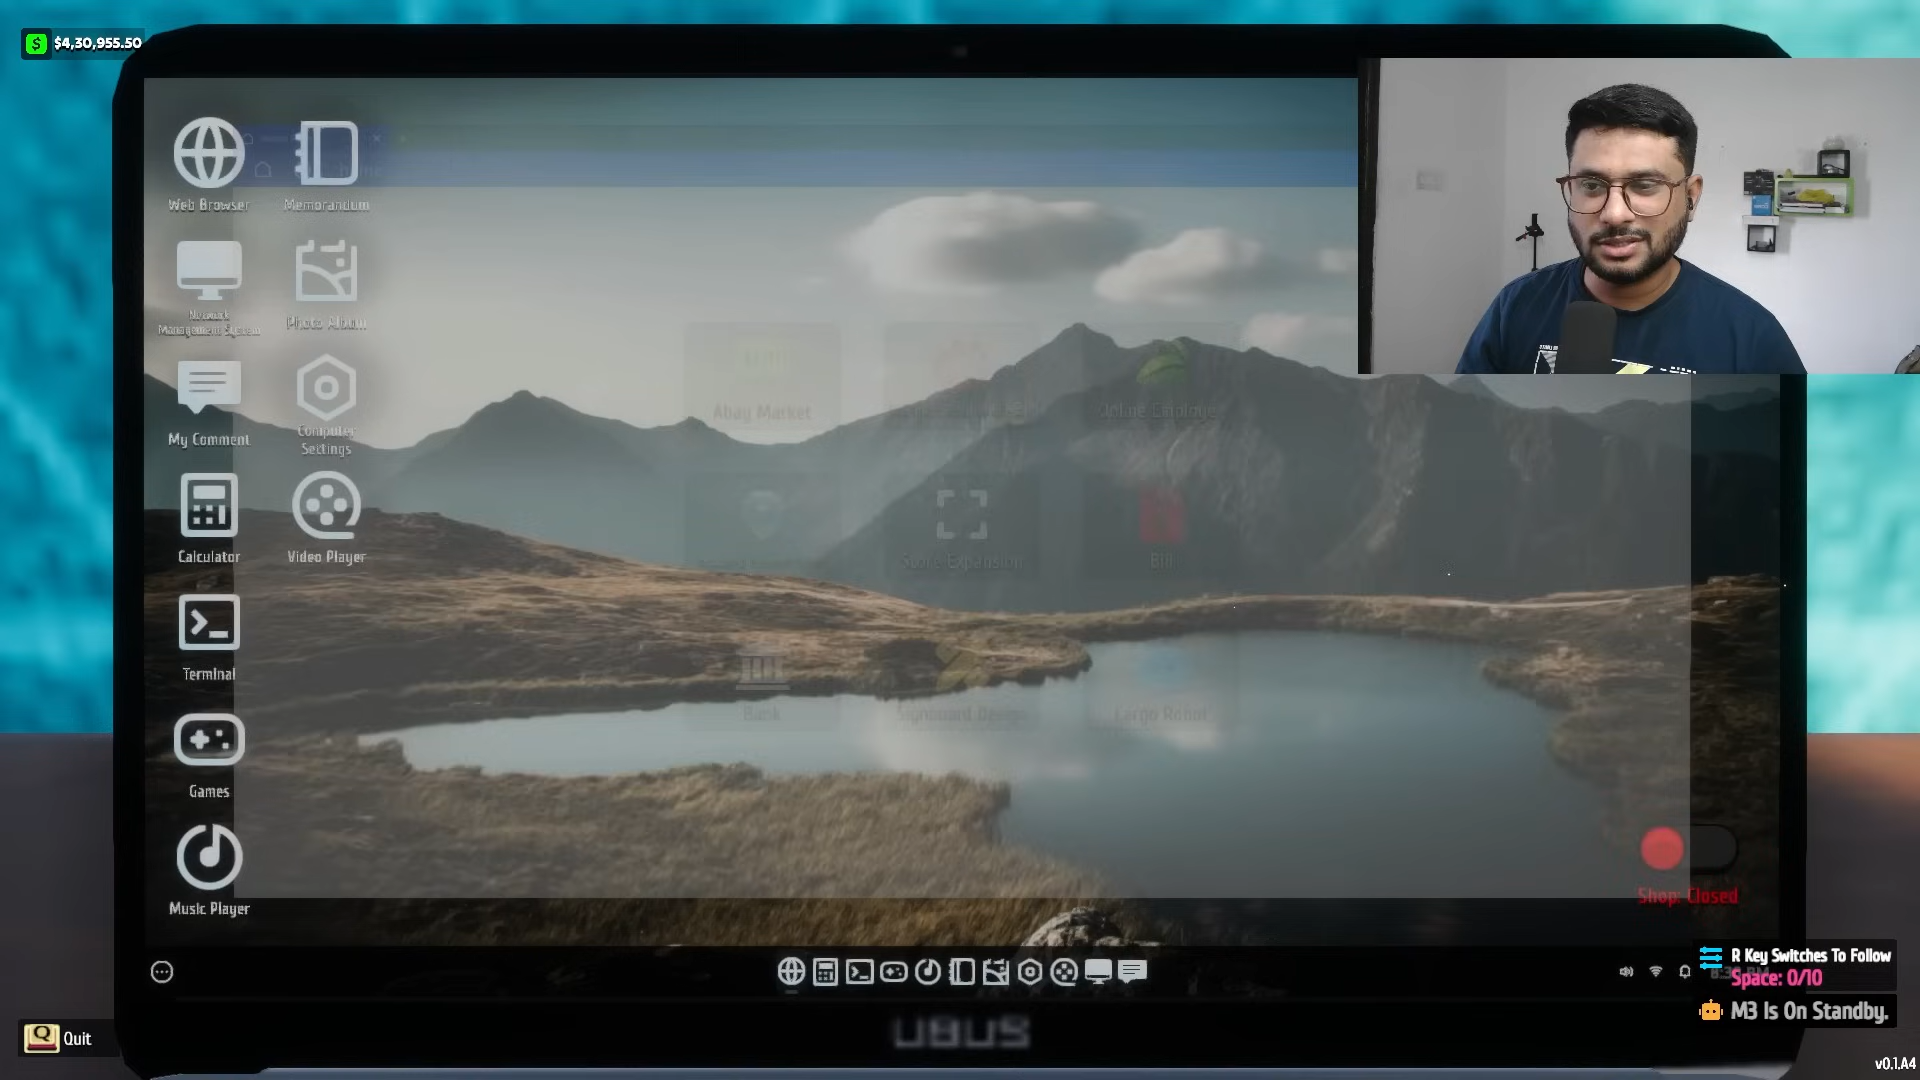 $4,30,955.50
Web Browser
Memorandum
Network
Management System
Photo Album
Abay Market
Online Employee
My Comment
Computer
Settings
Store Expansion
Bill
Calculator
Video Player
Terminal
Bank
Signboard Design
Cargo Robot
Games
Music Player
Shop: Closed
R Key Switches To Follow
Space: 0/10
M3 Is On Standby.
UBUS
Q Quit
v0.1.A4